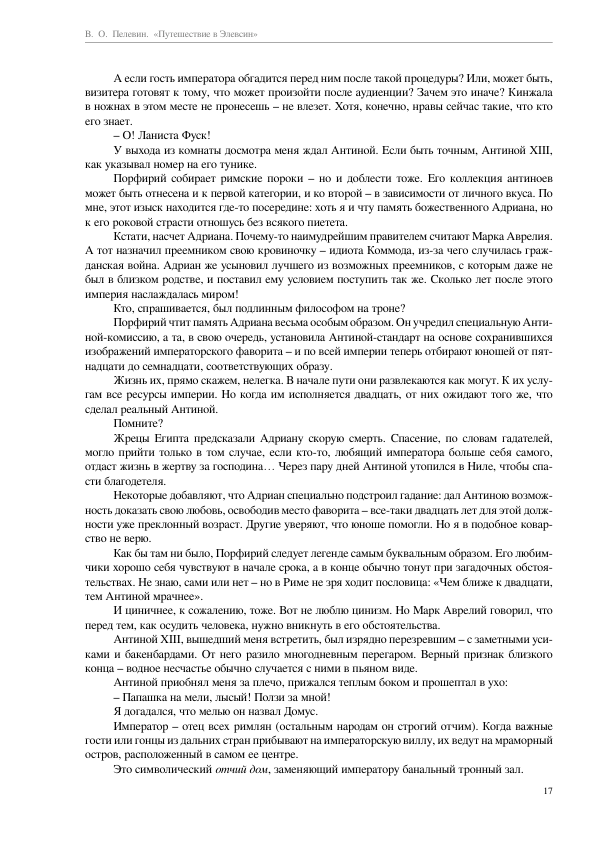 В. О. Пелевин. «Путешествие в Элевсин»
А если гость императора обгадится перед ним после такой процедуры? Или, может быть,
визитера готовят к тому, что может произойти после аудиенции? Зачем это иначе? Кинжала
в ножнах в этом месте не пронесешь – не влезет. Хотя, конечно, нравы сейчас такие, что кто
его знает.
– О! Ланиста Фуск!
У выхода из комнаты досмотра меня ждал Антиной. Если быть точным, Антиной XIII,
как указывал номер на его тунике.
Порфирий собирает римские пороки – но и доблести тоже. Его коллекция антиноев
может быть отнесена и к первой категории, и ко второй – в зависимости от личного вкуса. По
мне, этот изыск находится где-то посередине: хоть я и чту память божественного Адриана, но
к его роковой страсти отношусь без всякого пиетета.
Кстати, насчет Адриана. Почему-то наимудрейшим правителем считают Марка Аврелия.
А тот назначил преемником свою кровиночку – идиота Коммода, из-за чего случилась граж-
данская война. Адриан же усыновил лучшего из возможных преемников, с которым даже не
был в близком родстве, и поставил ему условием поступить так же. Сколько лет после этого
империя наслаждалась миром!
Кто, спрашивается, был подлинным философом на троне?
Порфирий чтит память Адриана весьма особым образом. Он учредил специальную Анти-
ной-комиссию, а та, в свою очередь, установила Антиной-стандарт на основе сохранившихся
изображений императорского фаворита – и по всей империи теперь отбирают юношей от пят-
надцати до семнадцати, соответствующих образу.
Жизнь их, прямо скажем, нелегка. В начале пути они развлекаются как могут. К их услу-
гам все ресурсы империи. Но когда им исполняется двадцать, от них ожидают того же, что
сделал реальный Антиной.
Помните?
Жрецы Египта предсказали Адриану скорую смерть. Спасение, по словам гадателей,
могло прийти только в том случае, если кто-то, любящий императора больше себя самого,
отдаст жизнь в жертву за господина… Через пару дней Антиной утопился в Ниле, чтобы спа-
сти благодетеля.
Некоторые добавляют, что Адриан специально подстроил гадание: дал Антиною возмож-
ность доказать свою любовь, освободив место фаворита – все-таки двадцать лет для этой долж-
ности уже преклонный возраст. Другие уверяют, что юноше помогли. Но я в подобное ковар-
ство не верю.
Как бы там ни было, Порфирий следует легенде самым буквальным образом. Его любим-
чики хорошо себя чувствуют в начале срока, а в конце обычно тонут при загадочных обстоя-
тельствах. Не знаю, сами или нет – но в Риме не зря ходит пословица: «Чем ближе к двадцати,
тем Антиной мрачнее».
И циничнее, к сожалению, тоже. Вот не люблю цинизм. Но Марк Аврелий говорил, что
перед тем, как осудить человека, нужно вникнуть в его обстоятельства.
Антиной XIII, вышедший меня встретить, был изрядно перезревшим – с заметными уси-
ками и бакенбардами. От него разило многодневным перегаром. Верный признак близкого
конца – водное несчастье обычно случается с ними в пьяном виде.
Антиной приобнял меня за плечо, прижался теплым боком и прошептал в ухо:
– Папашка на мели, лысый! Ползи за мной!
Я догадался, что мелью он назвал Домус.
Император – отец всех римлян (остальным народам он строгий отчим). Когда важные
гости или гонцы из дальних стран прибывают на императорскую виллу, их ведут на мраморный
остров, расположенный в самом ее центре.
Это символический отчий дом, заменяющий императору банальный тронный зал.
17